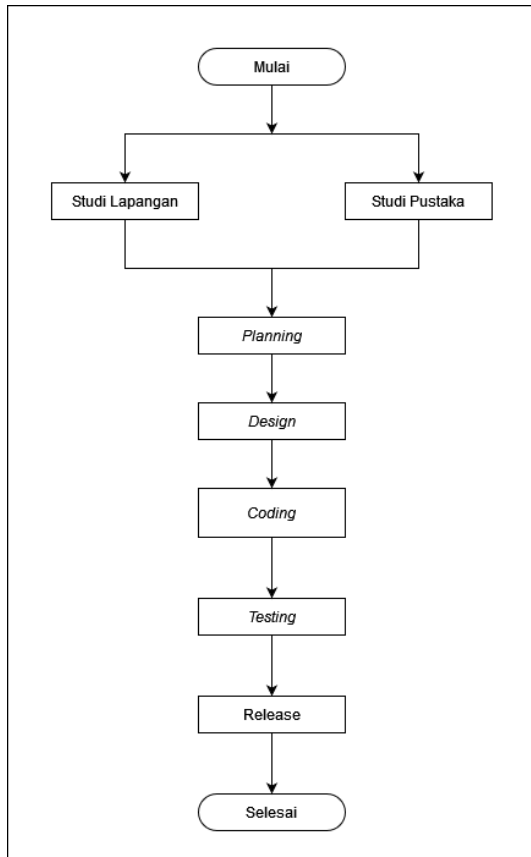 Mulai
Studi Lapangan
Studi Pustaka
Planning
Design
Coding
Testing
Release
Selesai